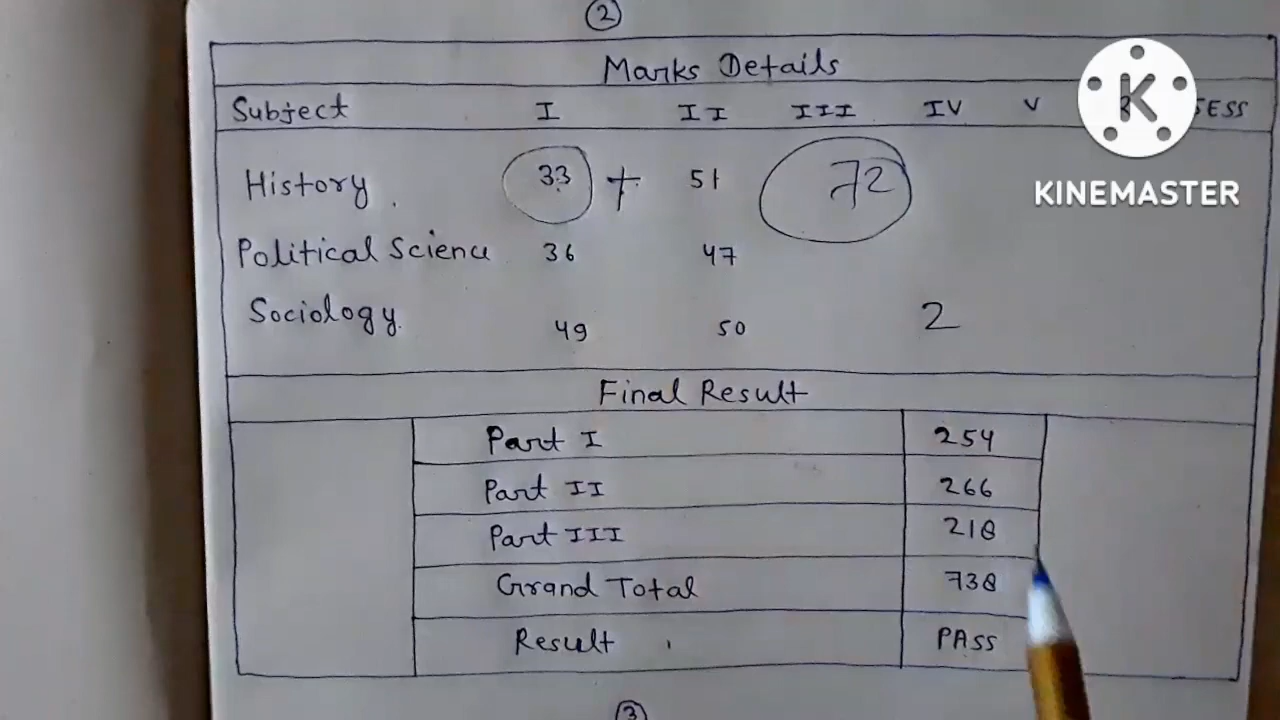 2
Marks Details
Subject I II III IV V ESS
History. 33 + 51 72
Political Science 36 47
Sociology. 49 50 2
Final Result
Part I 254
Part II 266
Part III 218
Grand Total 738
Result PASS
3
K
KINEMASTER